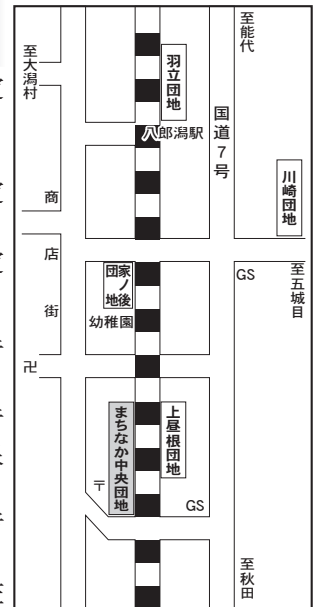 至能代
至大潟村
羽立団地
八郎潟駅
国道7号
川崎団地
商店街
家ノ後団地
幼稚園
GS
至五城目
卍
まちなか中央団地
上昼根団地
〒
GS
至秋田